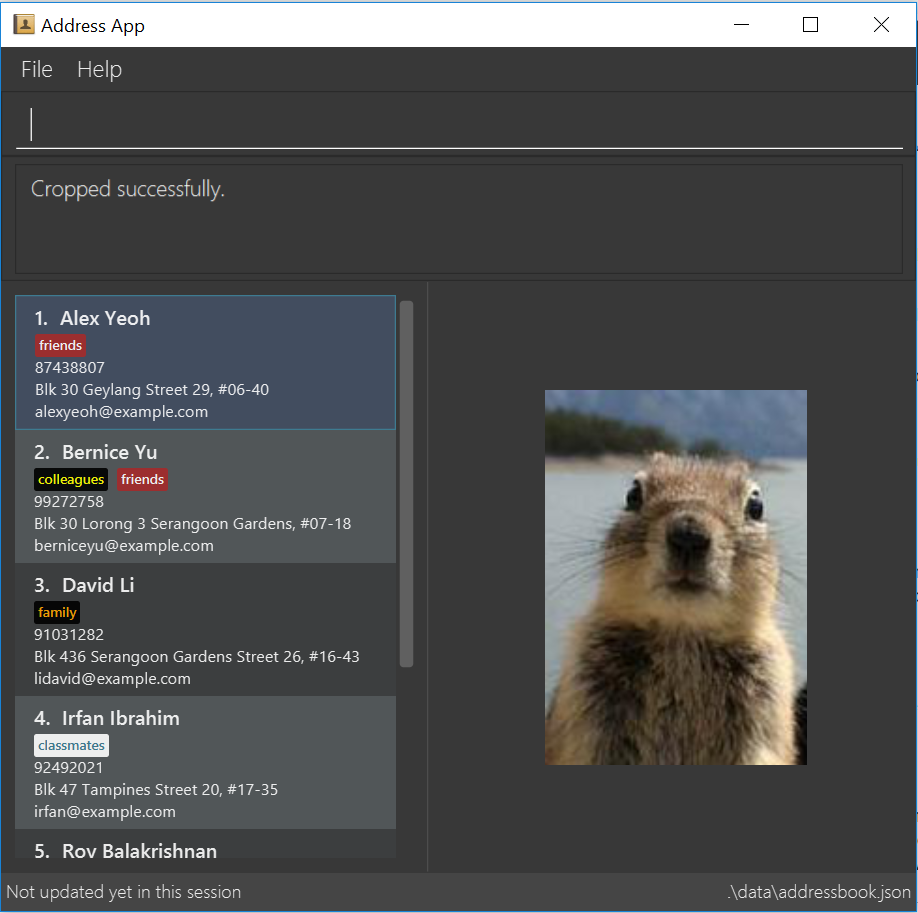 Address App
File Help
Cropped successfully.
1. Alex Yeoh
friends
87438807
Blk 30 Geylang Street 29, #06-40
alexyeoh@example.com
2. Bernice Yu
colleagues friends
99272758
Blk 30 Lorong 3 Serangoon Gardens, #07-18
berniceyu@example.com
3. David Li
family
91031282
Blk 436 Serangoon Gardens Street 26, #16-43
lidavid@example.com
4. Irfan Ibrahim
classmates
92492021
Blk 47 Tampines Street 20, #17-35
irfan@example.com
5. Roy Balakrishnan
Not updated yet in this session
.\data\addressbook.json